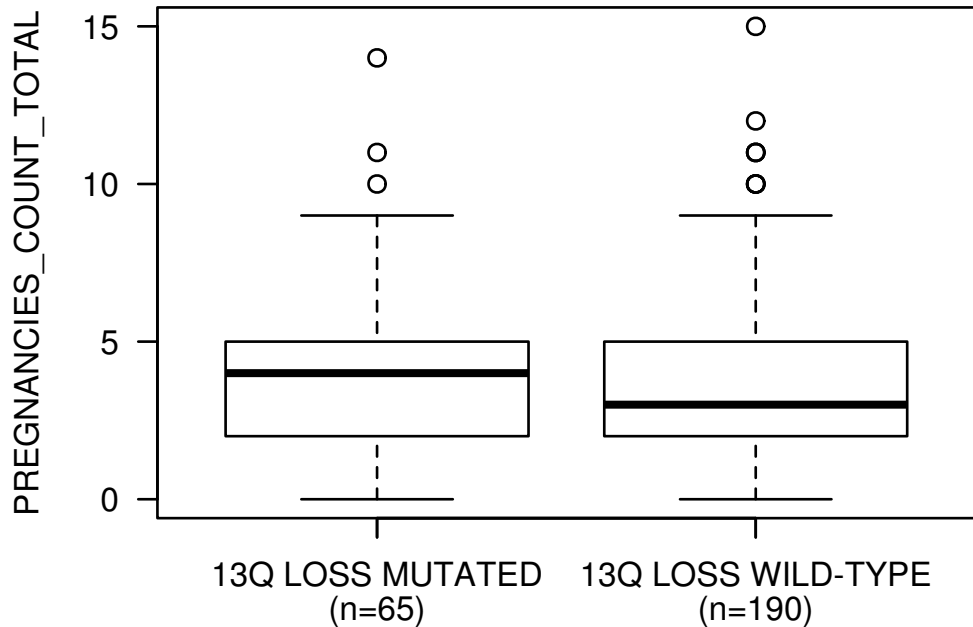 PREGNANCIES_COUNT_TOTAL
15
10
5
0
13Q LOSS MUTATED
(n=65)
13Q LOSS WILD-TYPE
(n=190)